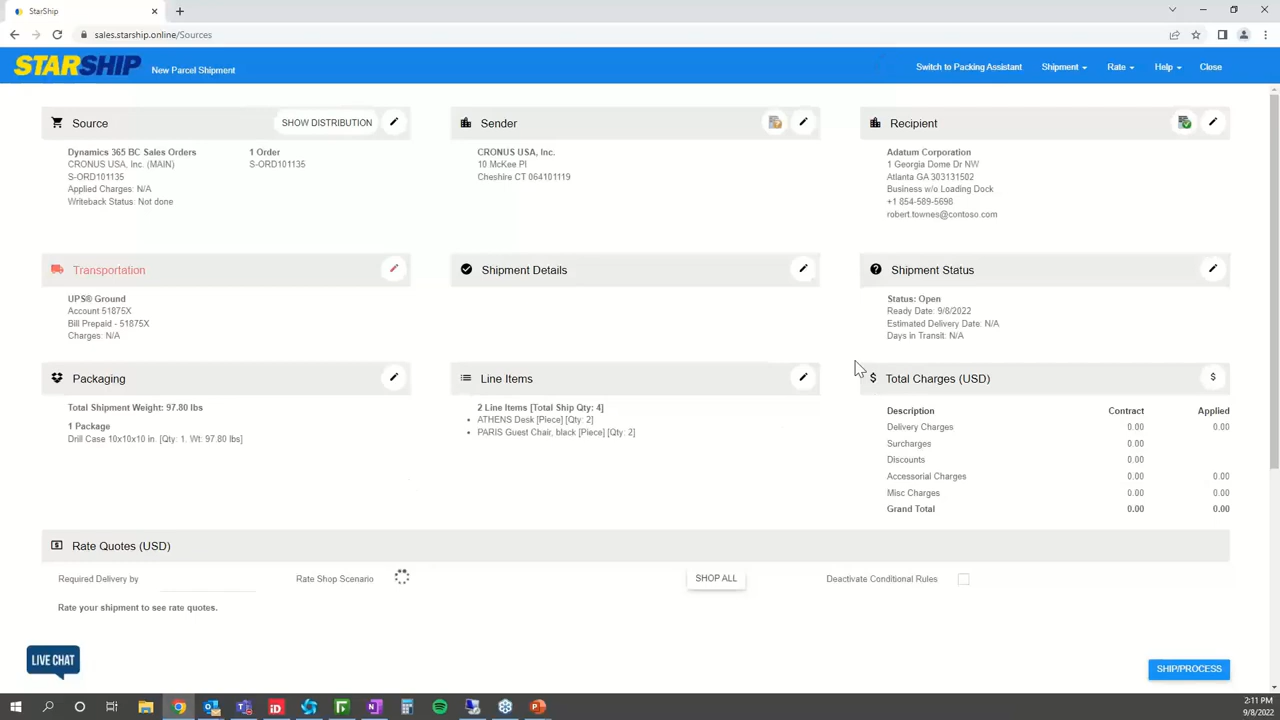 StarShip
sales.starship.online/Sources
STARSHIP New Parcel Shipment Switch to Packing Assistant Shipment Rate Help Close
Source SHOW DISTRIBUTION
Dynamics 365 BC Sales Orders 1 Order
CRONUS USA, Inc. (MAIN) S-ORD101135
S-ORD101135
Applied Charges: N/A
Writeback Status: Not done
Sender
CRONUS USA, Inc.
10 McKee Pl
Cheshire CT 064101119
Recipient
Adatum Corporation
1 Georgia Dome Dr NW
Atlanta GA 303131502
Business w/o Loading Dock
+1 854-589-5698
robert.townes@contoso.com
Transportation
UPS® Ground
Account 51875X
Bill Prepaid - 51875X
Charges: N/A
Shipment Details
Shipment Status
Status: Open
Ready Date: 9/8/2022
Estimated Delivery Date: N/A
Days in Transit: N/A
Packaging
Total Shipment Weight: 97.80 lbs
1 Package
Drill Case 10x10x10 in. [Qty: 1, Wt: 97.80 lbs]
Line Items
2 Line Items [Total Ship Qty: 4]
ATHENS Desk [Piece] [Qty: 2]
PARIS Guest Chair, black [Piece] [Qty: 2]
Total Charges (USD)
Description Contract Applied
Delivery Charges 0.00 0.00
Surcharges 0.00
Discounts 0.00
Accessorial Charges 0.00 0.00
Misc Charges 0.00 0.00
Grand Total 0.00 0.00
Rate Quotes (USD)
Required Delivery by Rate Shop Scenario SHOP ALL Deactivate Conditional Rules
Rate your shipment to see rate quotes.
LIVE CHAT
SHIP/PROCESS
2:11 PM
9/8/2022